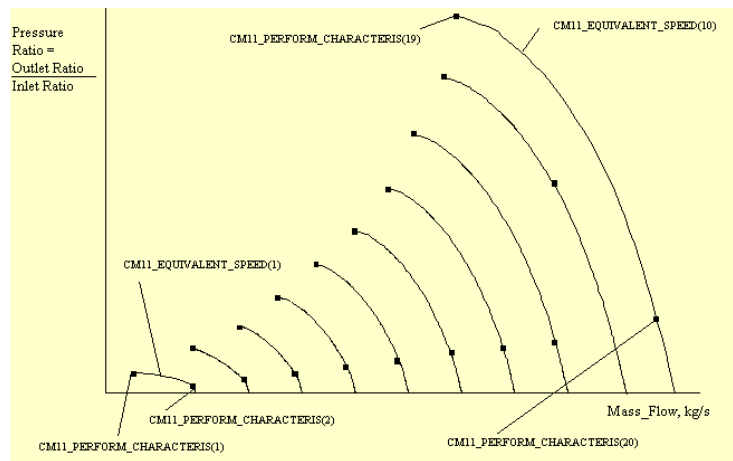 Pressure
Ratio =
Outlet Ratio
Inlet Ratio
CM11_PERFORM_CHARACTERIS(19)
CM11_EQUIVALENT_SPEED(10)
CM11_EQUIVALENT_SPEED(1)
Mass_Flow, kg/s
CM11_PERFORM_CHARACTERIS(2)
CM11_PERFORM_CHARACTERIS(1)
CM11_PERFORM_CHARACTERIS(20)